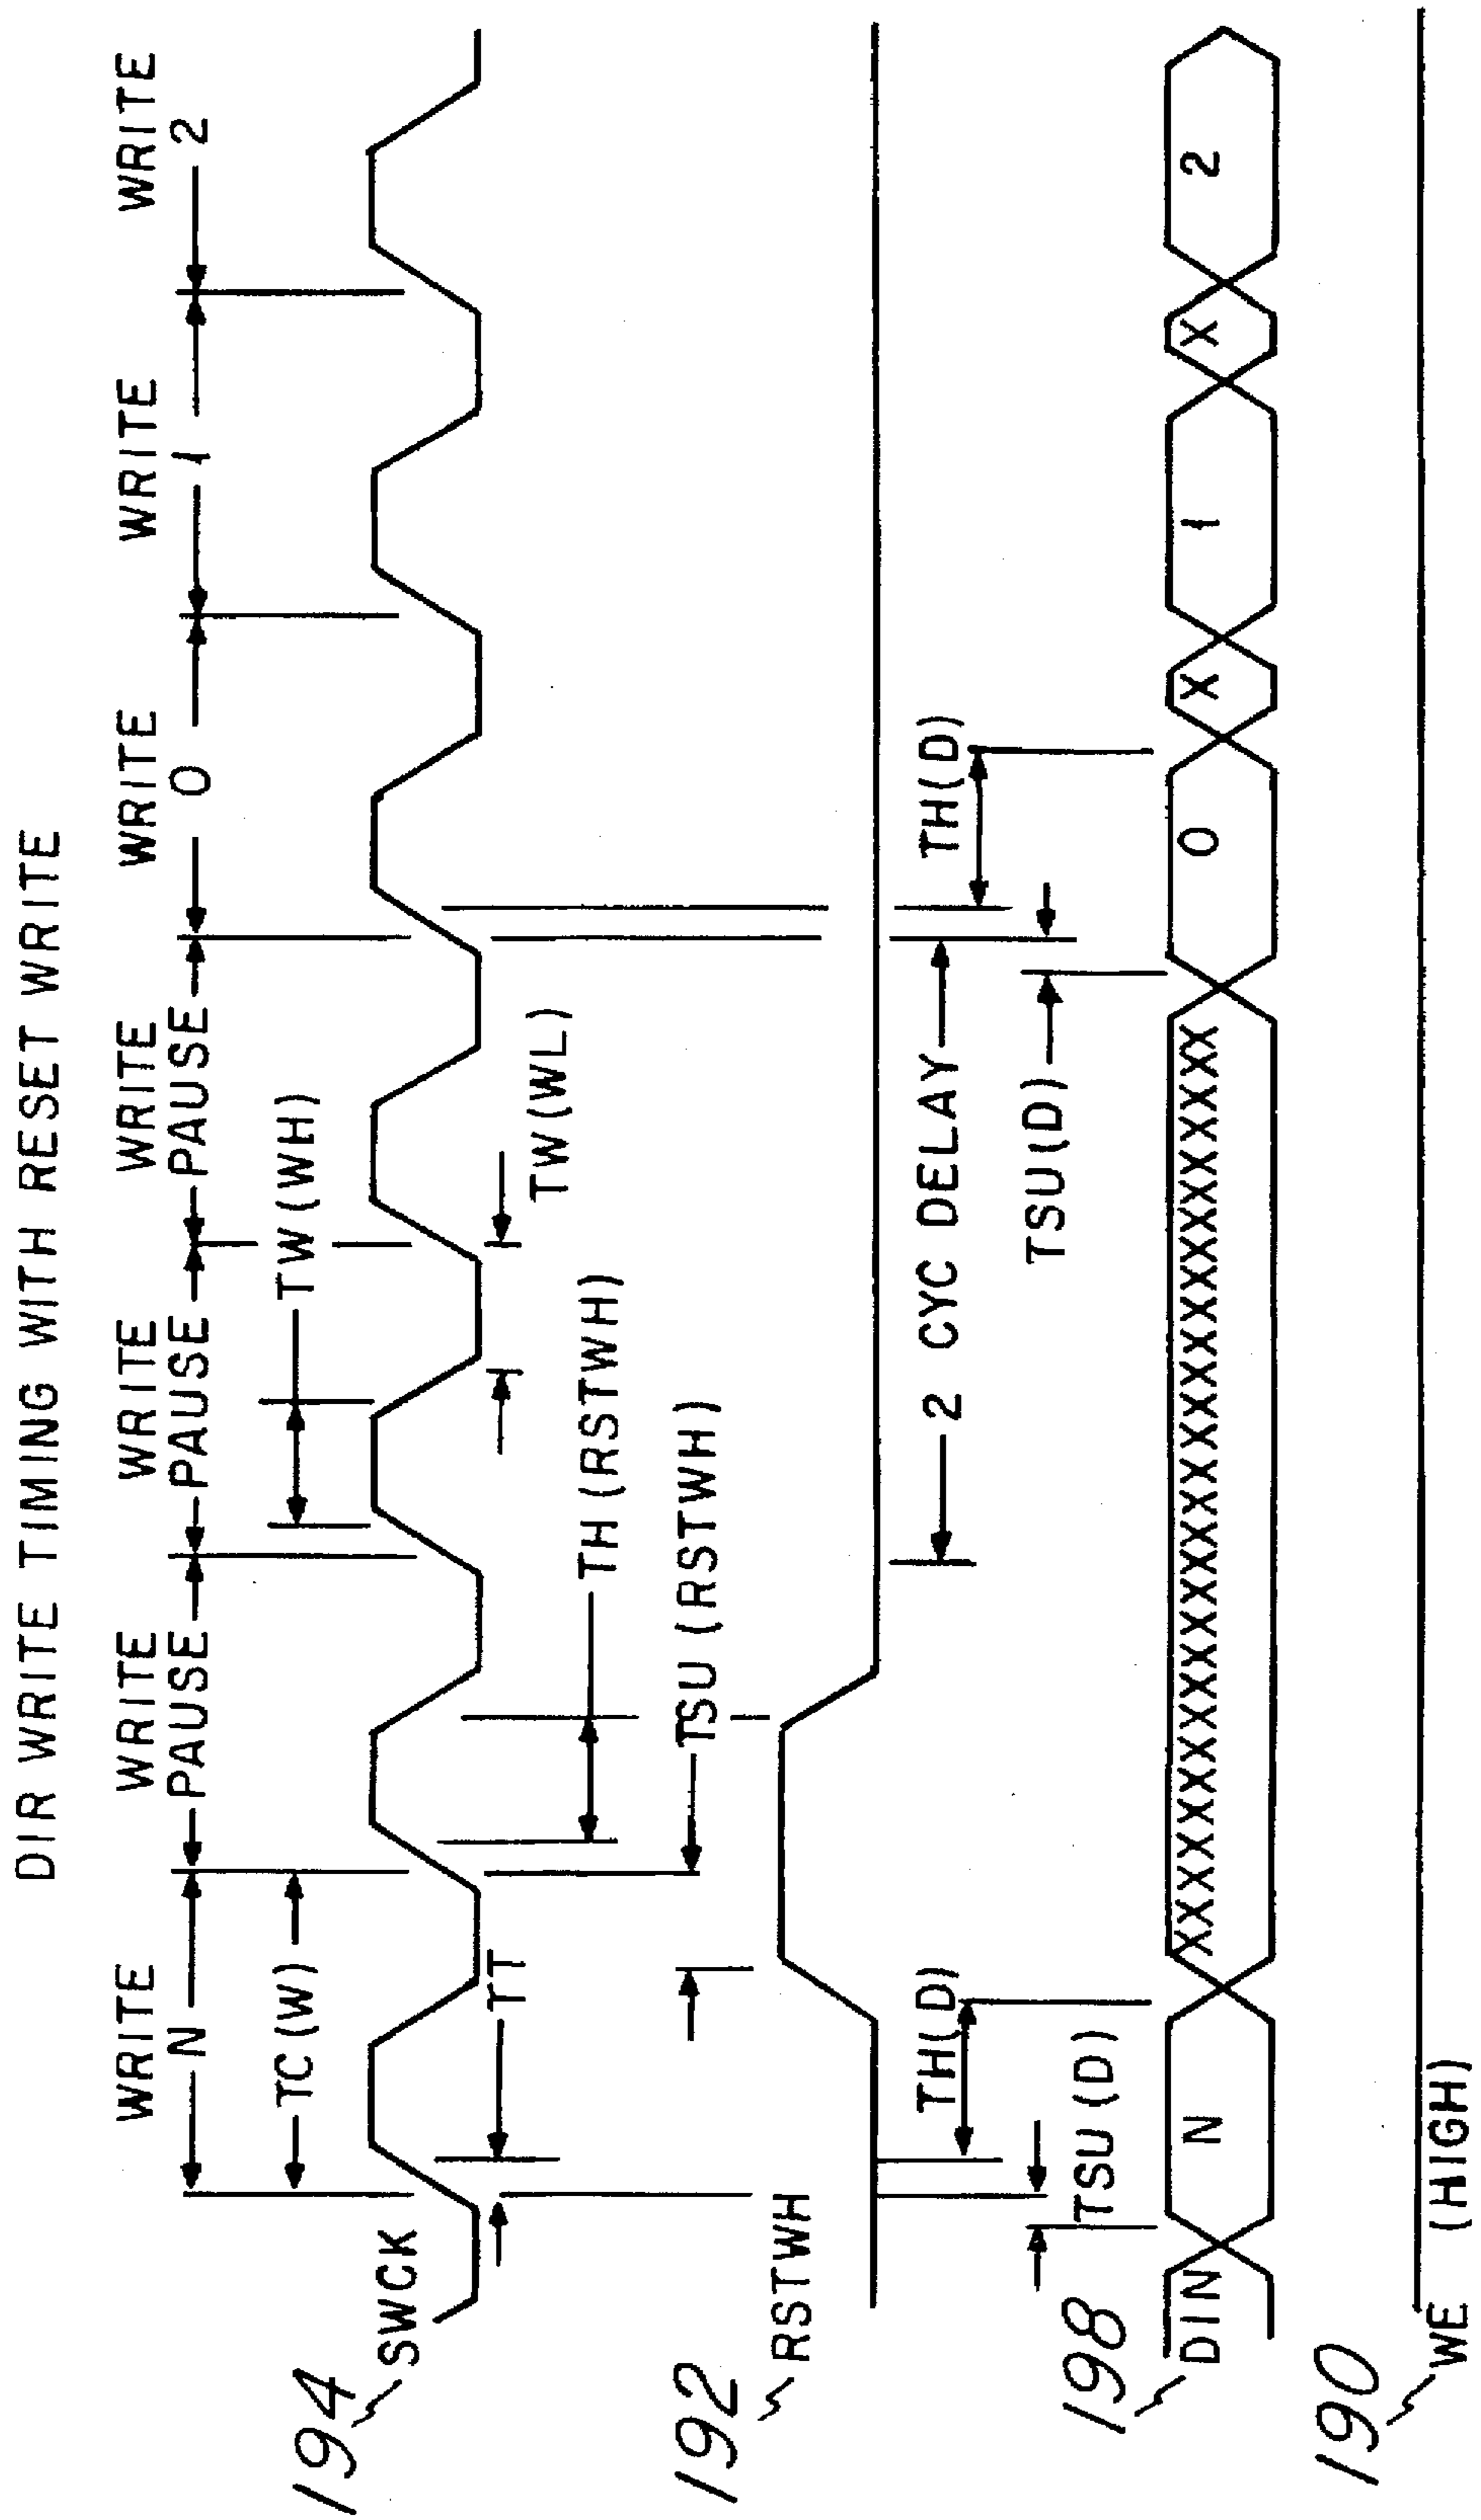 DIR WRITE TIMING WITH RESET WRITE
WRITE N
WRITE PAUSE
WRITE PAUSE
WRITE PAUSE
WRITE 0
WRITE 1
WRITE 2
TC(W)
TW(WH)
194
SWCK
TT
TW(WL)
TH(RSTWH)
TSU(RSTWH)
192
RSTWH
TH(D)
2 CYC DELAY
TH(D)
TSU(D)
TSU(D)
198
DIN
N
XXXXXXXXXXXXXXXXXXXXXXXXXXXXXX
0
X
1
X
2
190
WE (HIGH)